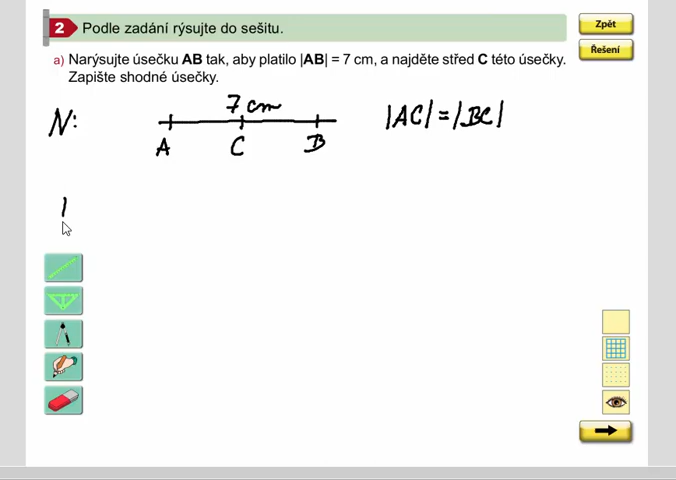 2 Podle zadání rýsujte do sešitu.
Zpět
Řešení
a) Narýsujte úsečku AB tak, aby platilo |AB| = 7 cm, a najděte střed C této úsečky.
Zapište shodné úsečky.
N:
7 cm
|AC| = |BC|
A C B